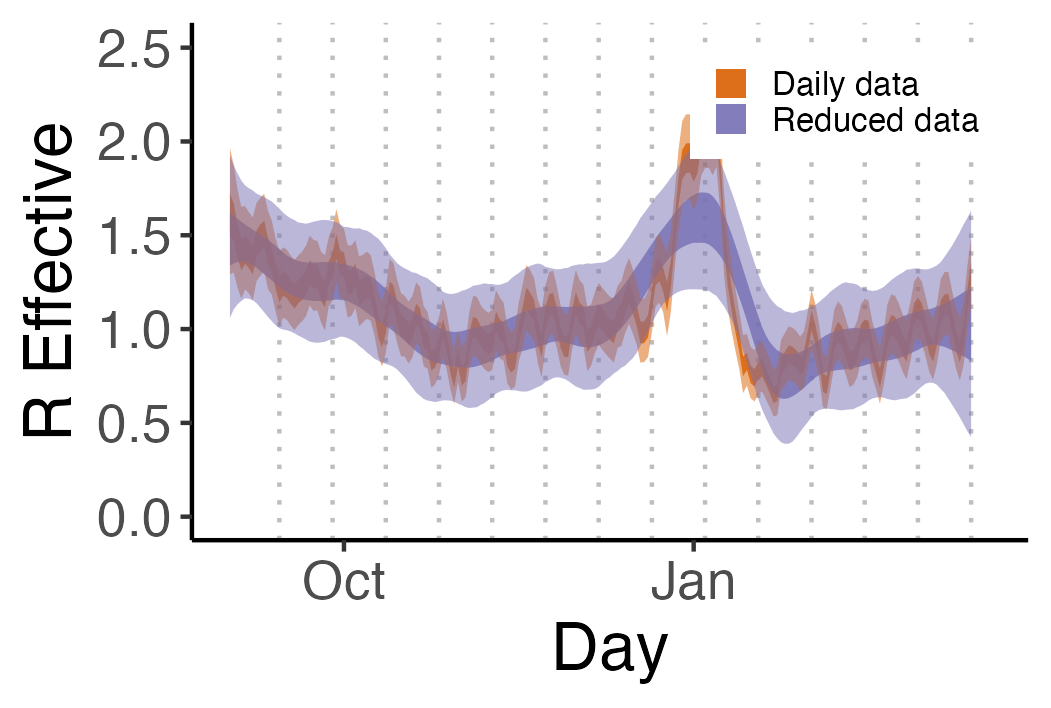 R Effective
2.5
2.0
1.5
1.0
0.5
0.0
Daily data
Reduced data
Oct
Jan
Day